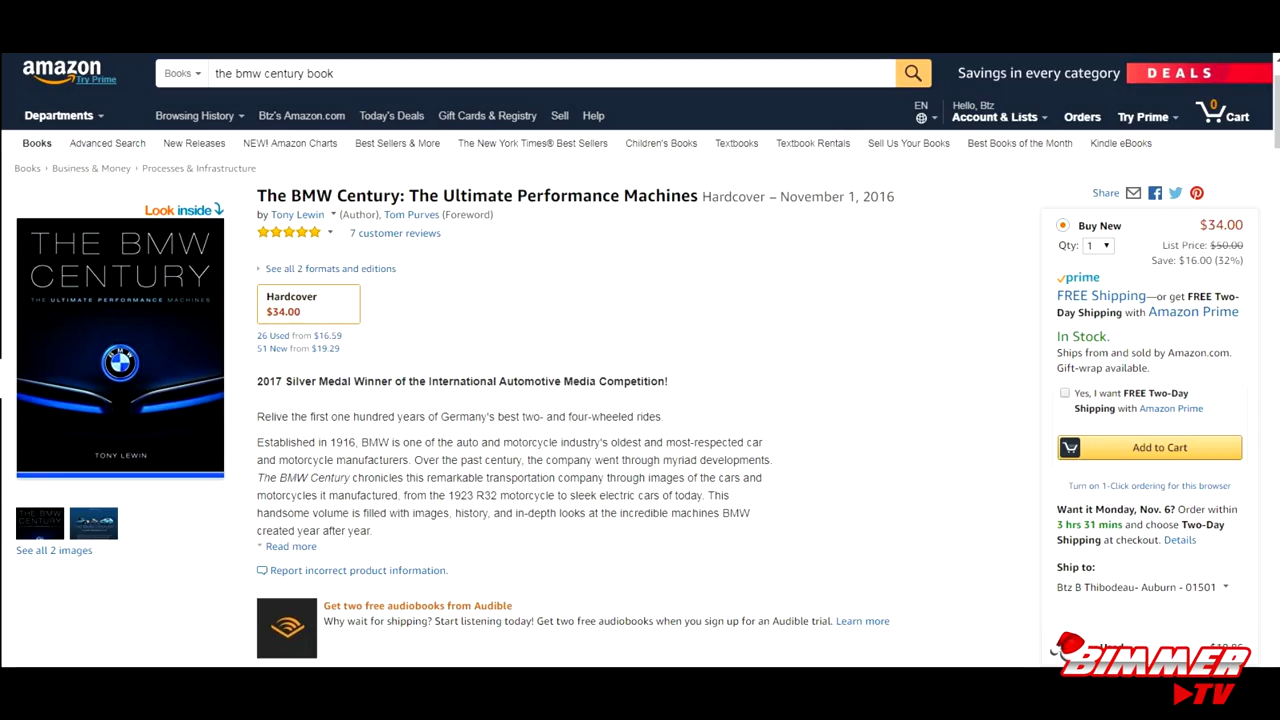 amazon
Try Prime
Books
the bmw century book
Savings in every category
DEALS
Departments
Browsing History
Btz's Amazon.com
Today's Deals
Gift Cards & Registry
Sell
Help
EN
Hello, Btz
Account & Lists
Orders
Try Prime
0
Cart
Books
Advanced Search
New Releases
NEW! Amazon Charts
Best Sellers & More
The New York Times® Best Sellers
Children's Books
Textbooks
Textbook Rentals
Sell Us Your Books
Best Books of the Month
Kindle eBooks
Books › Business & Money › Processes & Infrastructure
Look inside
THE BMW
CENTURY
THE ULTIMATE PERFORMANCE MACHINES
BMW
TONY LEWIN
See all 2 images
The BMW Century: The Ultimate Performance Machines Hardcover – November 1, 2016
by Tony Lewin (Author), Tom Purves (Foreword)
7 customer reviews
See all 2 formats and editions
Hardcover
$34.00
26 Used from $16.59
51 New from $19.29
2017 Silver Medal Winner of the International Automotive Media Competition!
Relive the first one hundred years of Germany's best two- and four-wheeled rides.
Established in 1916, BMW is one of the auto and motorcycle industry's oldest and most-respected car
and motorcycle manufacturers. Over the past century, the company went through myriad developments.
The BMW Century chronicles this remarkable transportation company through images of the cars and
motorcycles it manufactured, from the 1923 R32 motorcycle to sleek electric cars of today. This
handsome volume is filled with images, history, and in-depth looks at the incredible machines BMW
created year after year.
Read more
Report incorrect product information.
Get two free audiobooks from Audible
Why wait for shipping? Start listening today! Get two free audiobooks when you sign up for an Audible trial. Learn more
Share
Buy New
$34.00
Qty: 1
List Price: $50.00
Save: $16.00 (32%)
prime
FREE Shipping—or get FREE Two-
Day Shipping with Amazon Prime
In Stock.
Ships from and sold by Amazon.com.
Gift-wrap available.
Yes, I want FREE Two-Day
Shipping with Amazon Prime
Add to Cart
Turn on 1-Click ordering for this browser
Want it Monday, Nov. 6? Order within
3 hrs 31 mins and choose Two-Day
Shipping at checkout. Details
Ship to:
Btz B Thibodeau- Auburn - 01501
BIMMER
TV